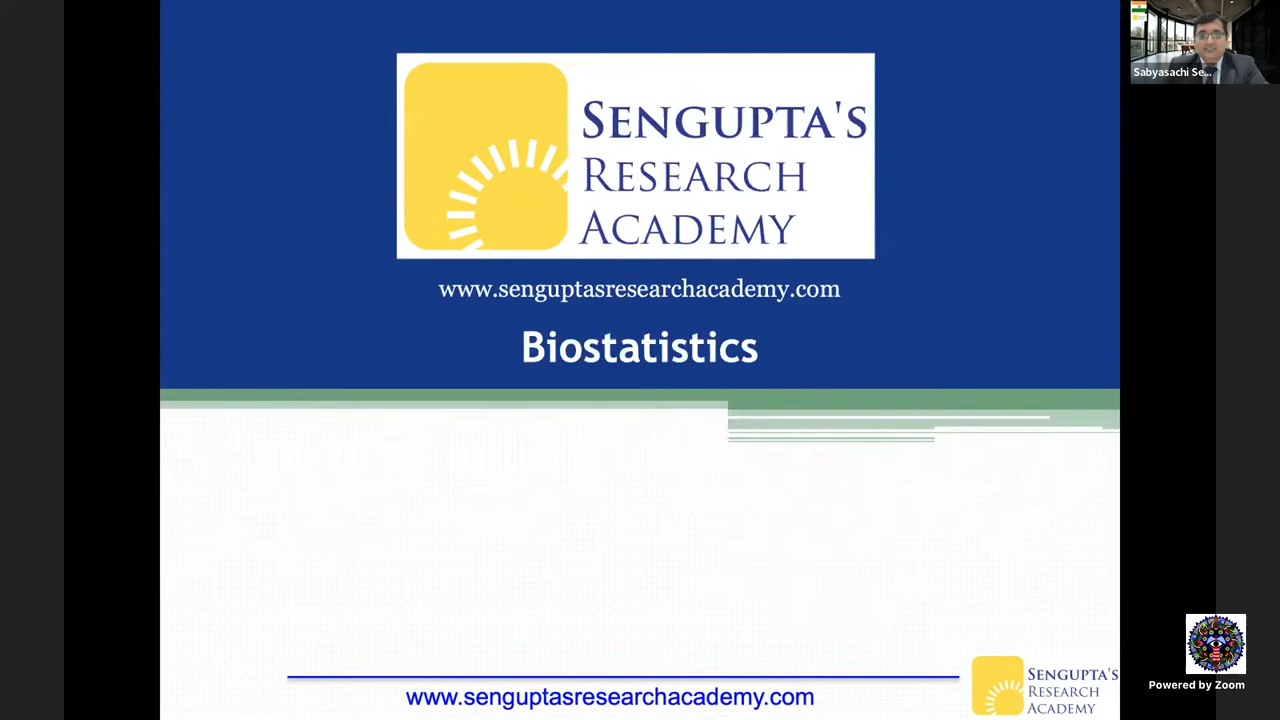 SENGUPTA'S
RESEARCH
ACADEMY
www.senguptasresearchacademy.com
Biostatistics
www.senguptasresearchacademy.com
SENGUPTA'S
RESEARCH
ACADEMY
Sabyasachi Se...
Powered by Zoom